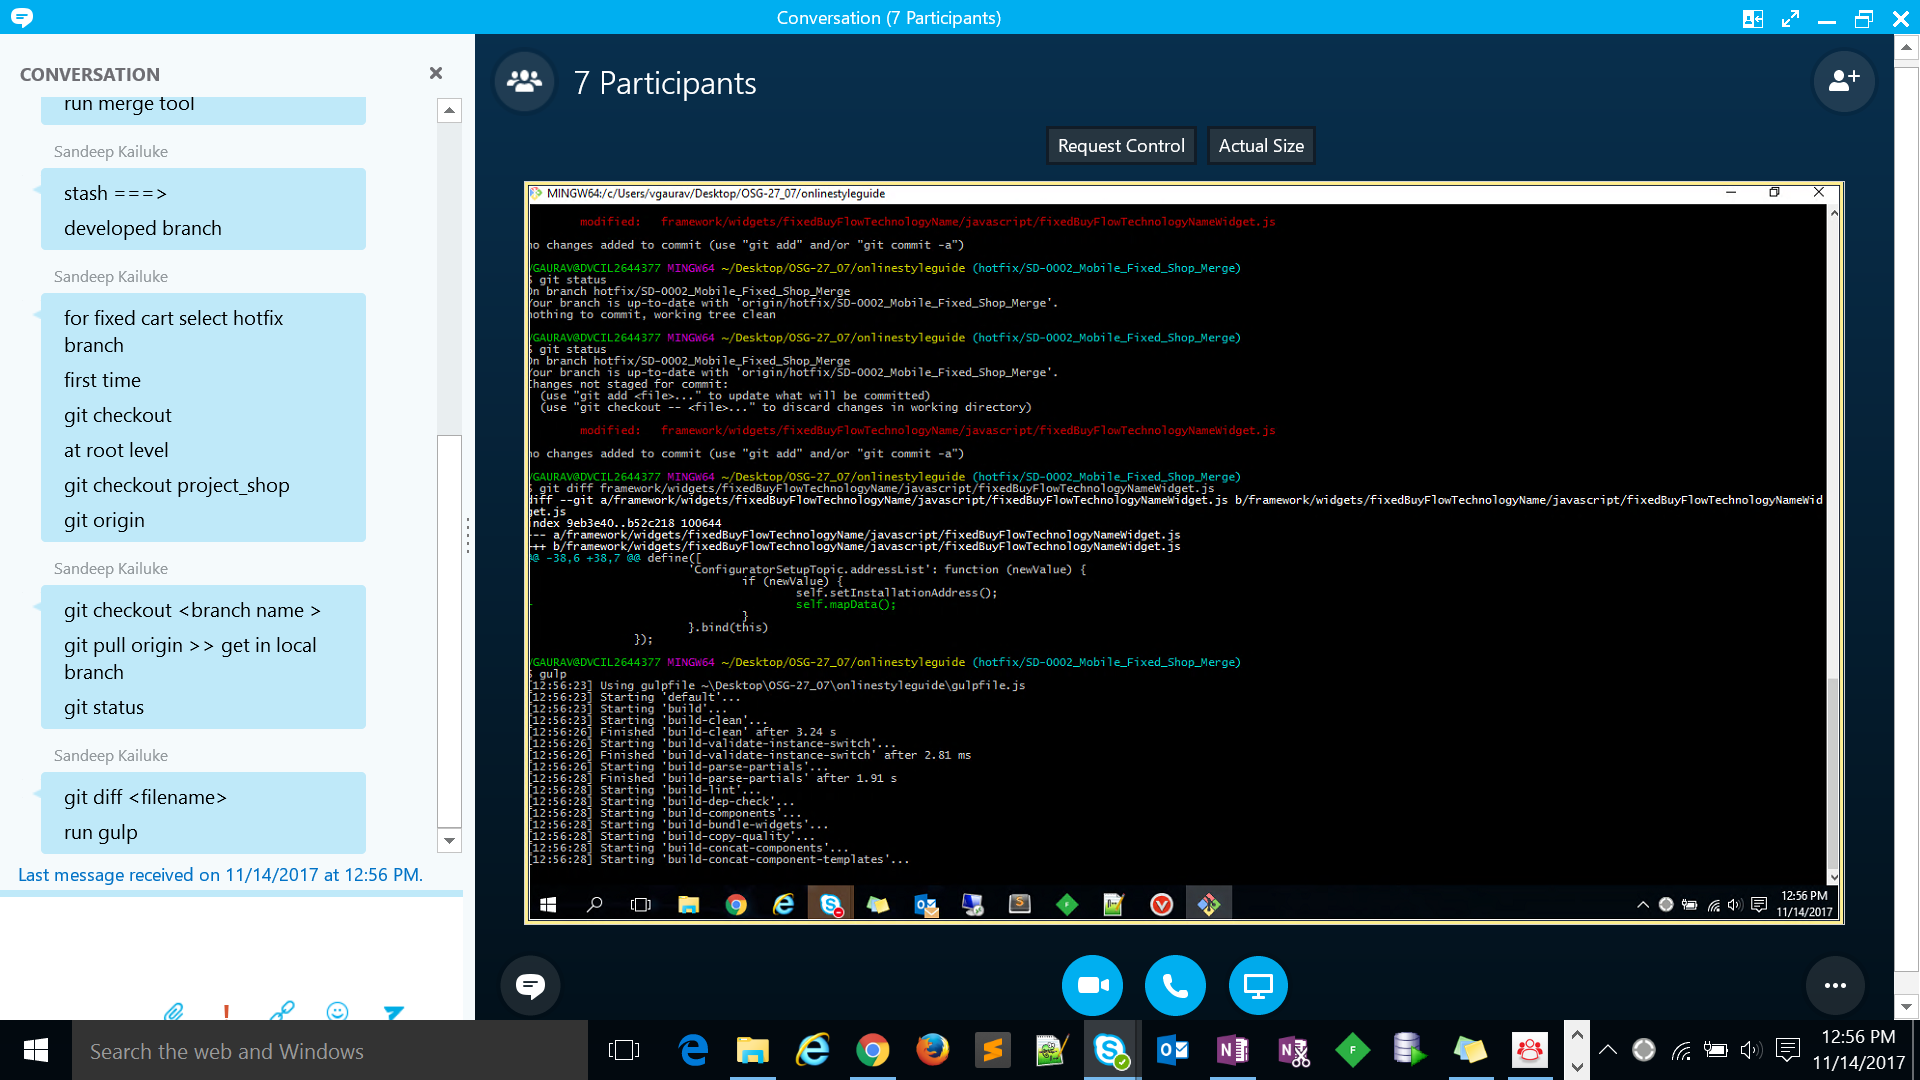 Conversation (7 Participants)
CONVERSATION
run merge tool
Sandeep Kailuke
stash ===>
developed branch
Sandeep Kailuke
for fixed cart select hotfix
branch
first time
git checkout
at root level
git checkout project_shop
git origin
Sandeep Kailuke
git checkout <branch name >
git pull origin >> get in local
branch
git status
Sandeep Kailuke
git diff <filename>
run gulp
Last message received on 11/14/2017 at 12:56 PM.
7 Participants
Request Control
Actual Size
MINGW64:/c/Users/vgaurav/Desktop/OSG-27_07/onlinestyleguide
modified:   framework/widgets/fixedBuyFlowTechnologyName/javascript/fixedBuyFlowTechnologyNameWidget.js
no changes added to commit (use "git add" and/or "git commit -a")
VGAURAV@DVCIL2644377 MINGW64 ~/Desktop/OSG-27_07/onlinestyleguide (hotfix/SD-0002_Mobile_Fixed_Shop_Merge)
$ git status
On branch hotfix/SD-0002_Mobile_Fixed_Shop_Merge
Your branch is up-to-date with 'origin/hotfix/SD-0002_Mobile_Fixed_Shop_Merge'.
nothing to commit, working tree clean
VGAURAV@DVCIL2644377 MINGW64 ~/Desktop/OSG-27_07/onlinestyleguide (hotfix/SD-0002_Mobile_Fixed_Shop_Merge)
$ git status
On branch hotfix/SD-0002_Mobile_Fixed_Shop_Merge
Your branch is up-to-date with 'origin/hotfix/SD-0002_Mobile_Fixed_Shop_Merge'.
Changes not staged for commit:
(use "git add <file>..." to update what will be committed)
(use "git checkout -- <file>..." to discard changes in working directory)
modified:   framework/widgets/fixedBuyFlowTechnologyName/javascript/fixedBuyFlowTechnologyNameWidget.js
no changes added to commit (use "git add" and/or "git commit -a")
VGAURAV@DVCIL2644377 MINGW64 ~/Desktop/OSG-27_07/onlinestyleguide (hotfix/SD-0002_Mobile_Fixed_Shop_Merge)
$ git diff framework/widgets/fixedBuyFlowTechnologyName/javascript/fixedBuyFlowTechnologyNameWidget.js
diff --git a/framework/widgets/fixedBuyFlowTechnologyName/javascript/fixedBuyFlowTechnologyNameWidget.js b/framework/widgets/fixedBuyFlowTechnologyName/javascript/fixedBuyFlowTechnologyNameWid
get.js
index 9eb3e40..b52c218 100644
--- a/framework/widgets/fixedBuyFlowTechnologyName/javascript/fixedBuyFlowTechnologyNameWidget.js
+++ b/framework/widgets/fixedBuyFlowTechnologyName/javascript/fixedBuyFlowTechnologyNameWidget.js
@@ -38,6 +38,7 @@ define([
'ConfiguratorSetupTopic.addressList': function (newValue) {
if (newValue) {
self.setInstallationAddress();
+ self.mapData();
}
}.bind(this)
});
VGAURAV@DVCIL2644377 MINGW64 ~/Desktop/OSG-27_07/onlinestyleguide (hotfix/SD-0002_Mobile_Fixed_Shop_Merge)
$ gulp
[12:56:23] Using gulpfile ~\Desktop\OSG-27_07\onlinestyleguide\gulpfile.js
[12:56:23] Starting 'default'...
[12:56:23] Starting 'build'...
[12:56:23] Starting 'build-clean'...
[12:56:26] Finished 'build-clean' after 3.24 s
[12:56:26] Starting 'build-validate-instance-switch'...
[12:56:26] Finished 'build-validate-instance-switch' after 2.81 ms
[12:56:26] Starting 'build-parse-partials'...
[12:56:28] Finished 'build-parse-partials' after 1.91 s
[12:56:28] Starting 'build-lint'...
[12:56:28] Starting 'build-dep-check'...
[12:56:28] Starting 'build-components'...
[12:56:28] Starting 'build-bundle-widgets'...
[12:56:28] Starting 'build-copy-quality'...
[12:56:28] Starting 'build-concat-components'...
[12:56:28] Starting 'build-concat-component-templates'...
12:56 PM
11/14/2017
Search the web and Windows
12:56 PM
11/14/2017